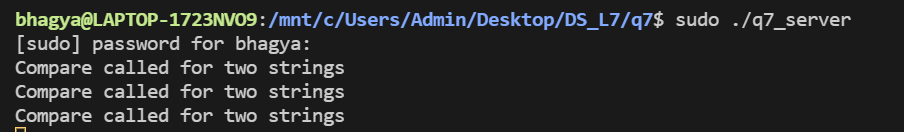 bhagya@LAPTOP-1723NVO9:/mnt/c/Users/Admin/Desktop/DS_L7/q7$ sudo ./q7_server
[sudo] password for bhagya:
Compare called for two strings
Compare called for two strings
Compare called for two strings